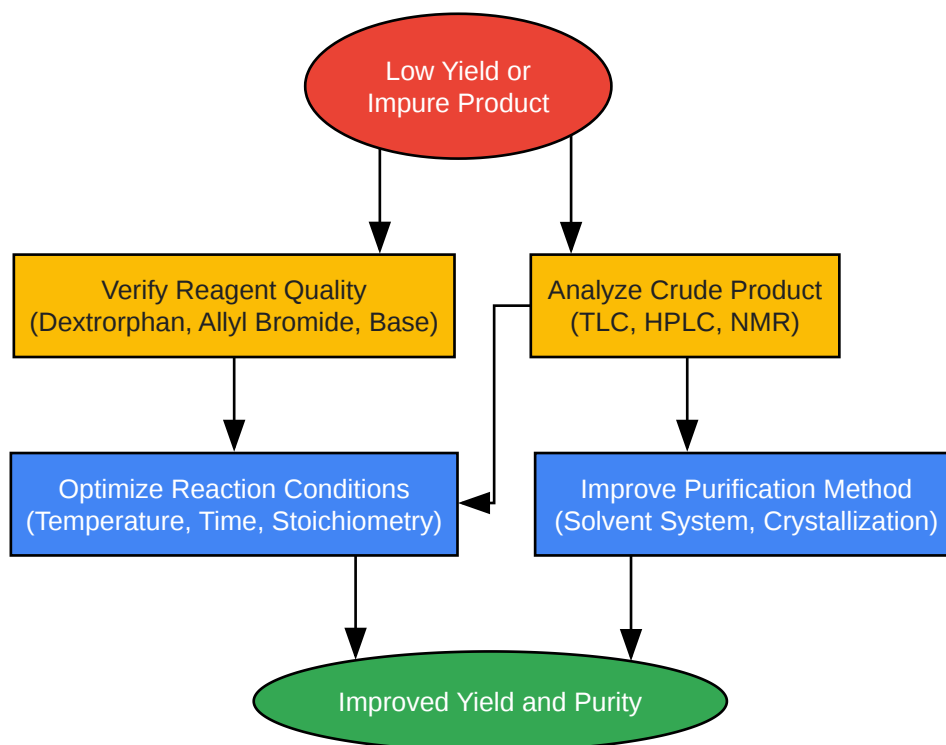 Low Yield or
Impure Product
Verify Reagent Quality
(Dextrorphan, Allyl Bromide, Base)
Analyze Crude Product
(TLC, HPLC, NMR)
Optimize Reaction Conditions
(Temperature, Time, Stoichiometry)
Improve Purification Method
(Solvent System, Crystallization)
Improved Yield and Purity